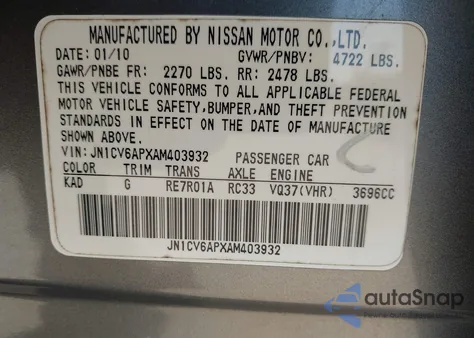 MANUFACTURED BY NISSAN MOTOR CO.,LTD.
DATE: 01/10 GVWR/PNBV: 4722 LBS.
GAWR/PNBE FR: 2270 LBS. RR: 2478 LBS.
THIS VEHICLE CONFORMS TO ALL APPLICABLE FEDERAL
MOTOR VEHICLE SAFETY,BUMPER,AND THEFT PREVENTION
STANDARDS IN EFFECT ON THE DATE OF MANUFACTURE
SHOWN ABOVE.
VIN: JN1CV6APXAM403932 PASSENGER CAR
C
COLOR TRIM TRANS AXLE ENGINE
KAD G RE7R01A RC33 VQ37(VHR) 3696CC
JN1CV6APXAM403932
autoSnap